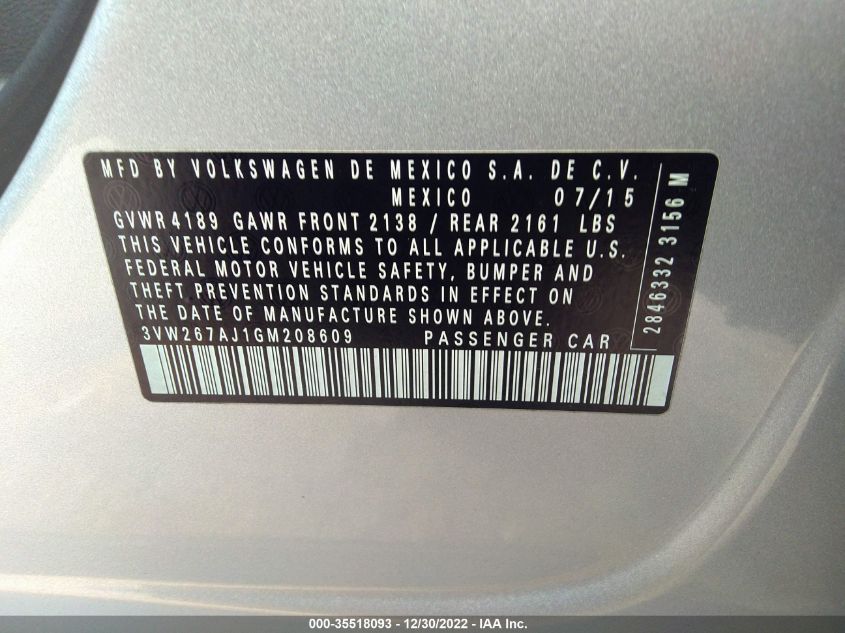 MFD BY VOLKSWAGEN DE MEXICO S.A. DE C.V.
MEXICO 07/15
GVWR 4189 GAWR FRONT 2138 / REAR 2161 LBS
THIS VEHICLE CONFORMS TO ALL APPLICABLE U.S.
FEDERAL MOTOR VEHICLE SAFETY, BUMPER AND
THEFT PREVENTION STANDARDS IN EFFECT ON
THE DATE OF MANUFACTURE SHOWN ABOVE.
3VW267AJ1GM208609 PASSENGER CAR
2846332 3156 M
000-35518093 - 12/30/2022 - IAA Inc.